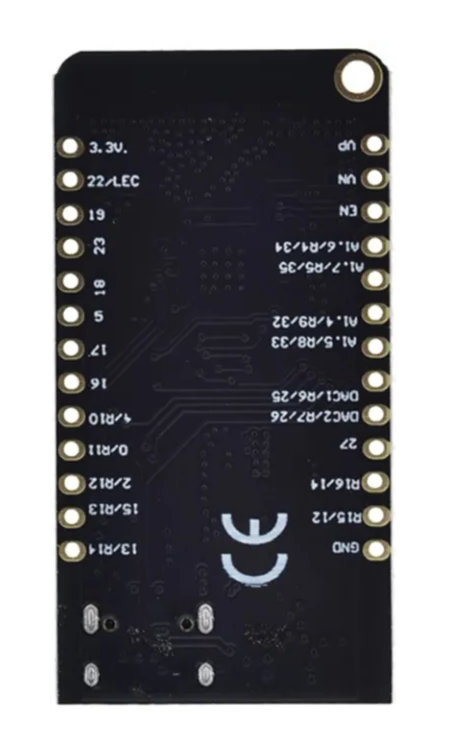 3.3V.
22/LEC
19
23
18
5
17
16
4/R10
0/R11
2/R12
15/R13
13/R14
VP
VN
EN
A1.6/R4/34
A1.7/R5/35
A1.4/R9/32
A1.5/R8/33
DAC1/R6/25
DAC2/R7/26
27
R16/14
R15/12
GND
CE